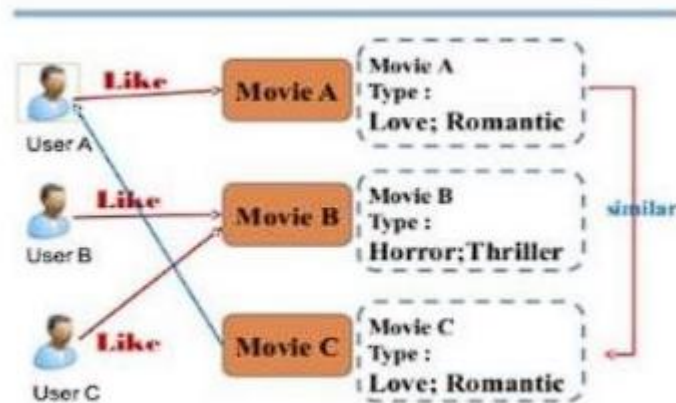 Like
Movie A
Movie A
Type :
Love; Romantic
User A
Like
Movie B
Movie B
Type :
Horror;Thriller
similar
User B
Like
Movie C
Movie C
Type :
Love; Romantic
User C